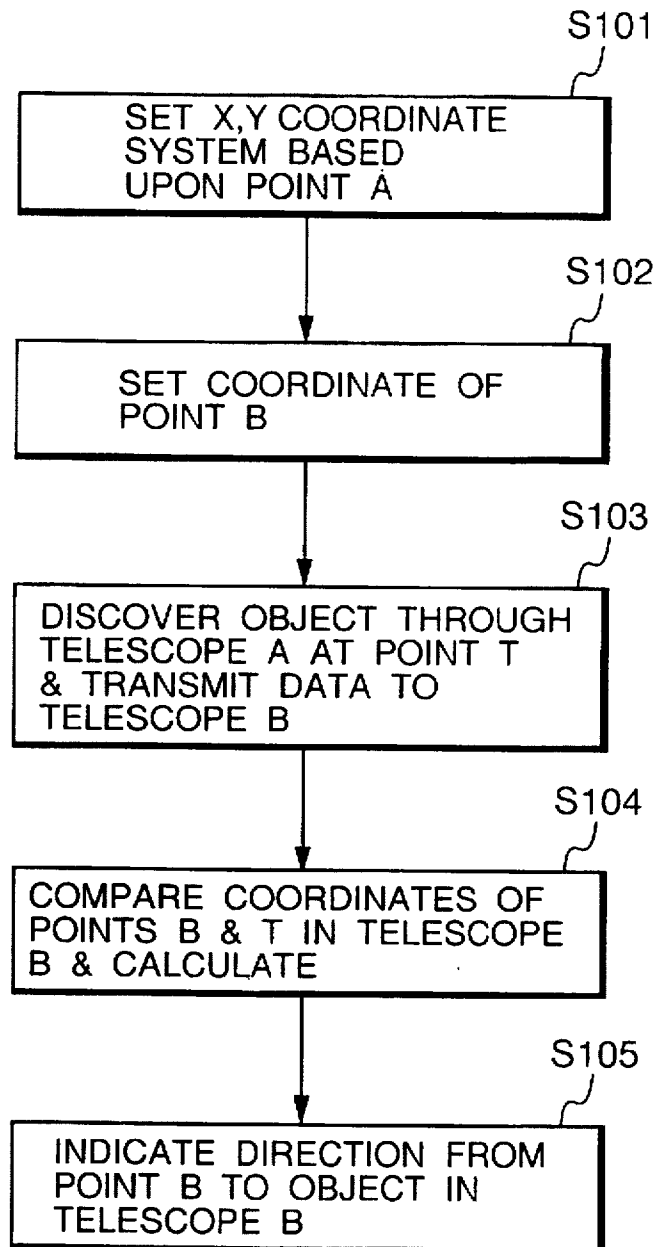 S101
SET X,Y COORDINATE
SYSTEM BASED
UPON POINT A
S102
SET COORDINATE OF
POINT B
S103
DISCOVER OBJECT THROUGH
TELESCOPE A AT POINT T
& TRANSMIT DATA TO
TELESCOPE B
S104
COMPARE COORDINATES OF
POINTS B & T IN TELESCOPE
B & CALCULATE
S105
INDICATE DIRECTION FROM
POINT B TO OBJECT IN
TELESCOPE B